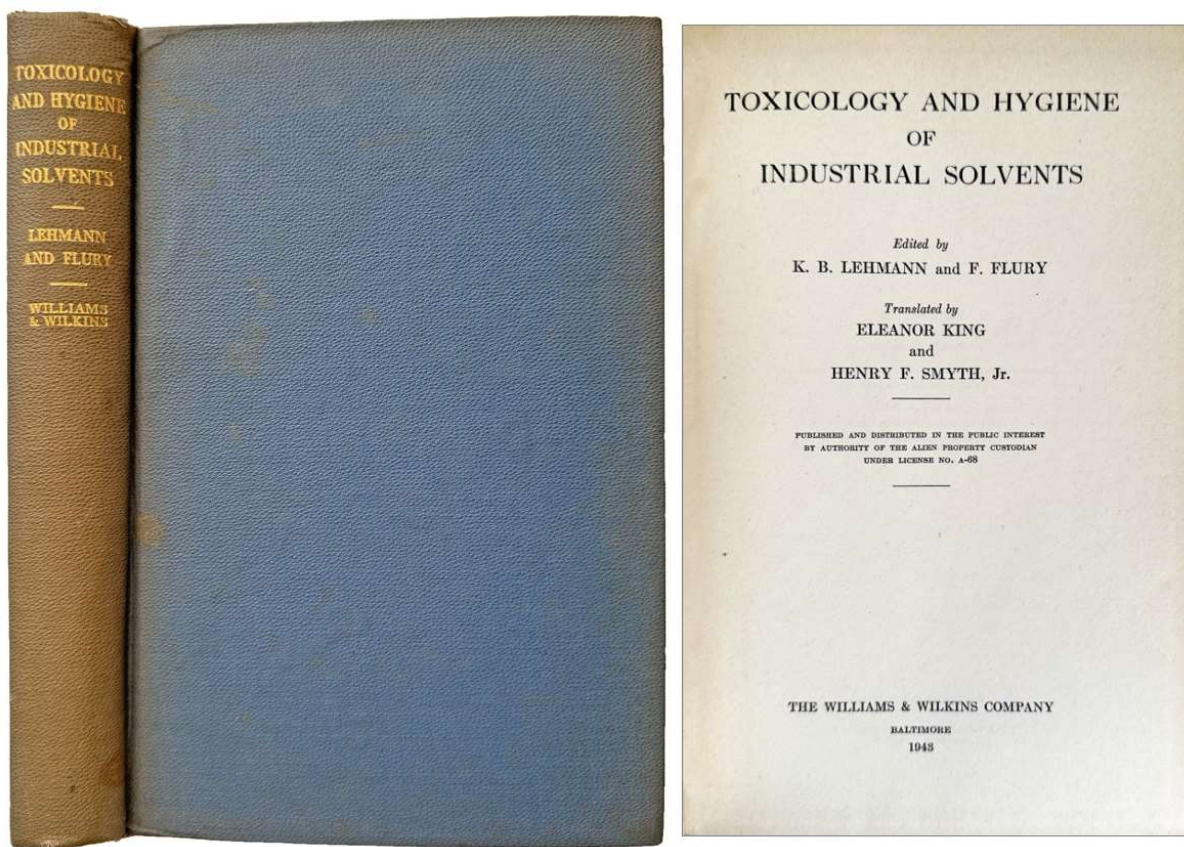 TOXICOLOGY
AND HYGIENE
OF
INDUSTRIAL
SOLVENTS
LEHMANN
AND FLURY
WILLIAMS
& WILKINS
TOXICOLOGY AND HYGIENE
OF
INDUSTRIAL SOLVENTS
Edited by
K. B. LEHMANN and F. FLURY
Translated by
ELEANOR KING
and
HENRY F. SMYTH, Jr.
PUBLISHED AND DISTRIBUTED IN THE PUBLIC INTEREST
BY AUTHORITY OF THE ALIEN PROPERTY CUSTODIAN
UNDER LICENSE NO. A-68
THE WILLIAMS & WILKINS COMPANY
BALTIMORE
1943